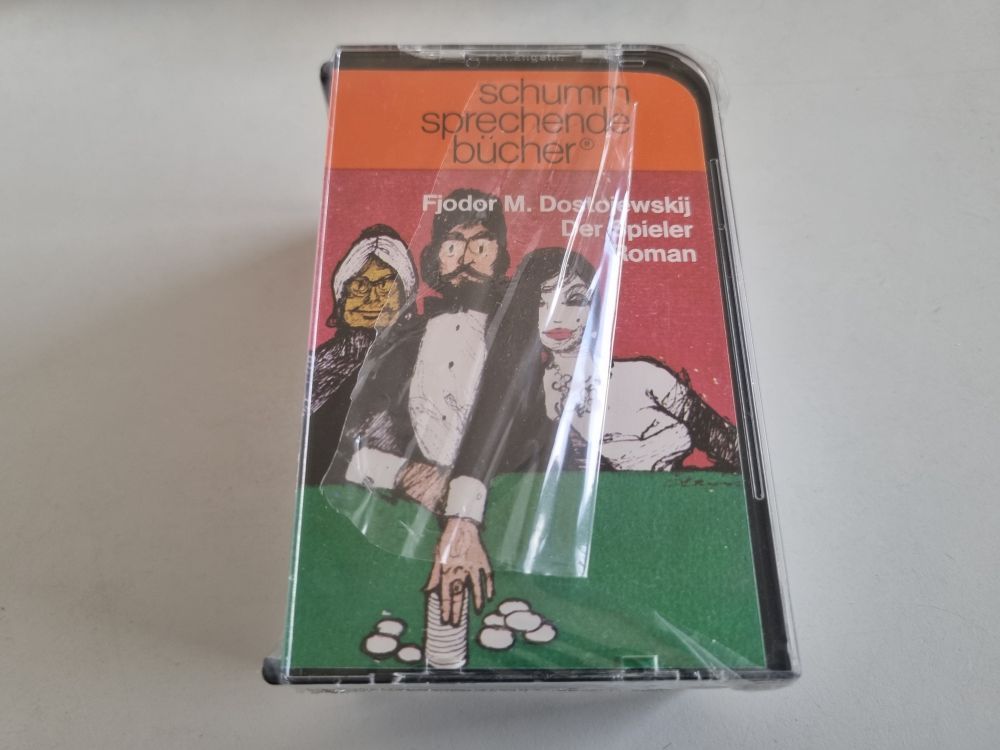 schumm
sprechende
bücher®
Fjodor M. Dostojewskij
Der Spieler
Roman